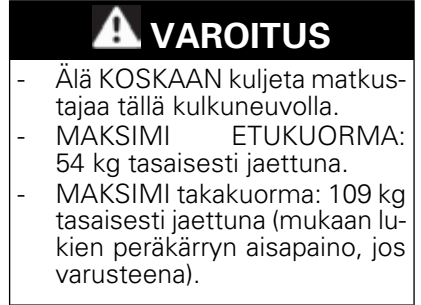 VAROITUS
- Älä KOSKAAN kuljeta matkus-
tajaa tällä kulkuneuvolla.
- MAKSIMI ETUKUORMA:
54 kg tasaisesti jaettuna.
- MAKSIMI takakuorma: 109 kg
tasaisesti jaettuna (mukaan lu-
kien peräkärryn aisapaino, jos
varusteena).